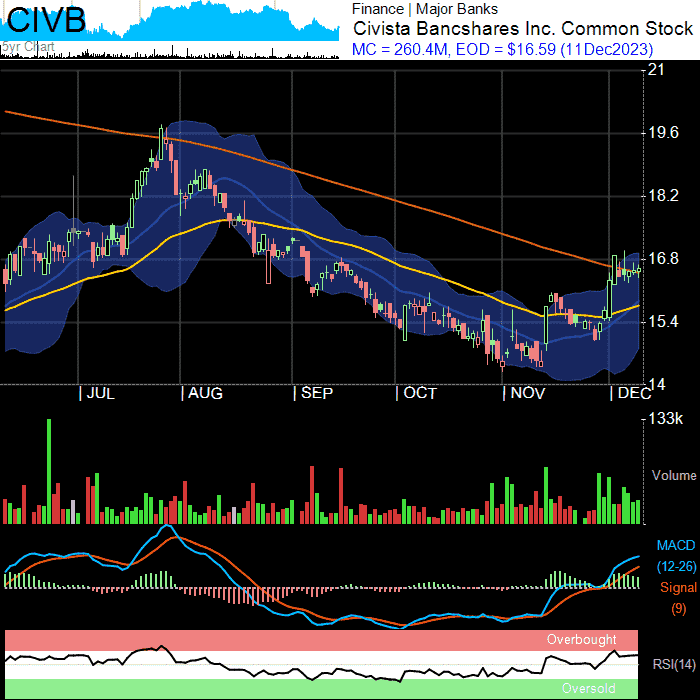 CIVB
5yr Chart
Finance | Major Banks
Civista Bancshares Inc. Common Stock
MC = 260.4M, EOD = $16.59 (11Dec2023)
21
19.6
18.2
16.8
15.4
14
JUL AUG SEP OCT NOV DEC
133k
Volume
MACD
(12-26)
Signal
(9)
Overbought
RSI(14)
Oversold